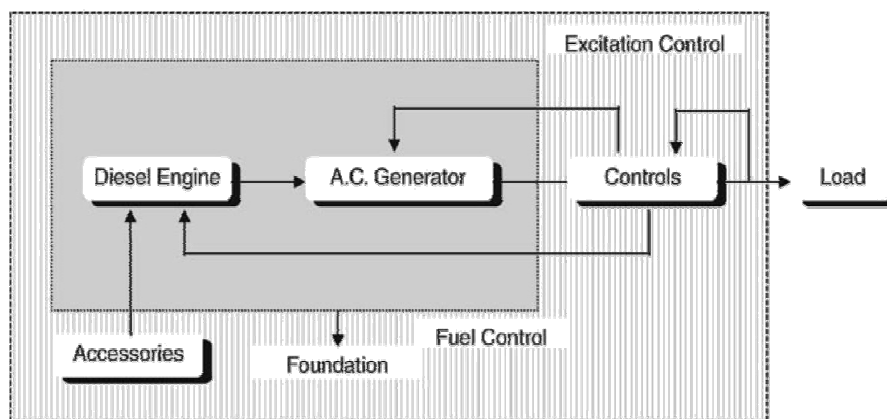 Excitation Control
Diesel Engine
A.C. Generator
Controls
Load
Fuel Control
Accessories
Foundation